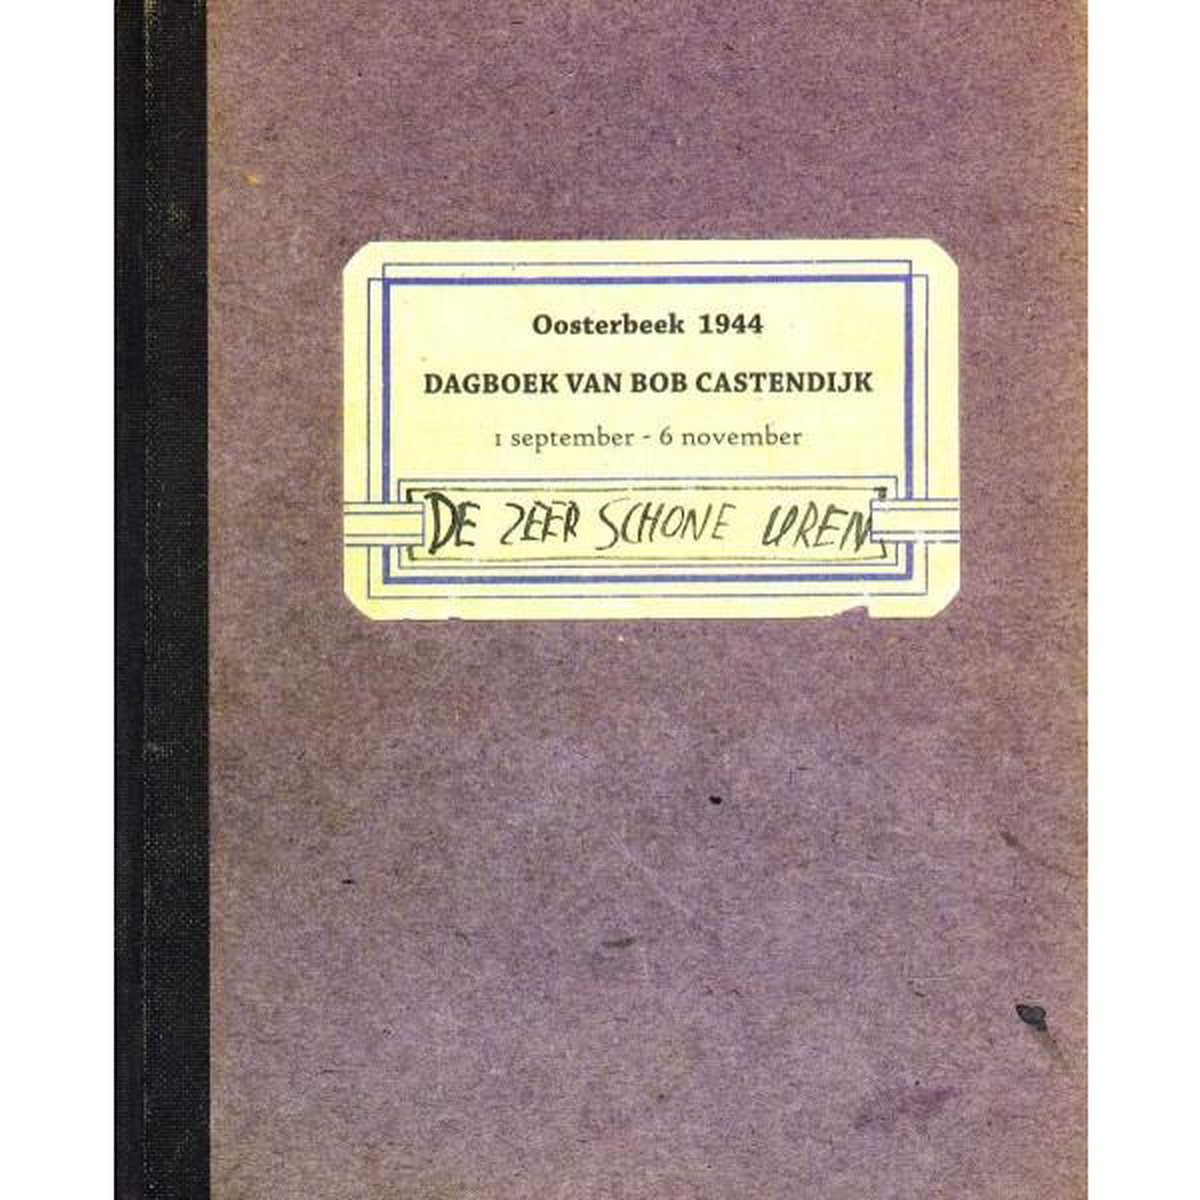 Oosterbeek 1944
DAGBOEK VAN BOB CASTENDIJK
1 september - 6 november
DE ZEER SCHONE UREN